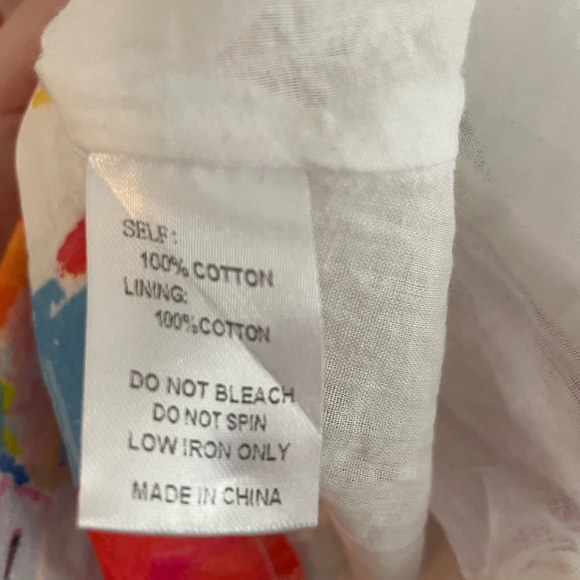 SELF:
100% COTTON
LINING:
100%COTTON
DO NOT BLEACH
DO NOT SPIN
LOW IRON ONLY
MADE IN CHINA